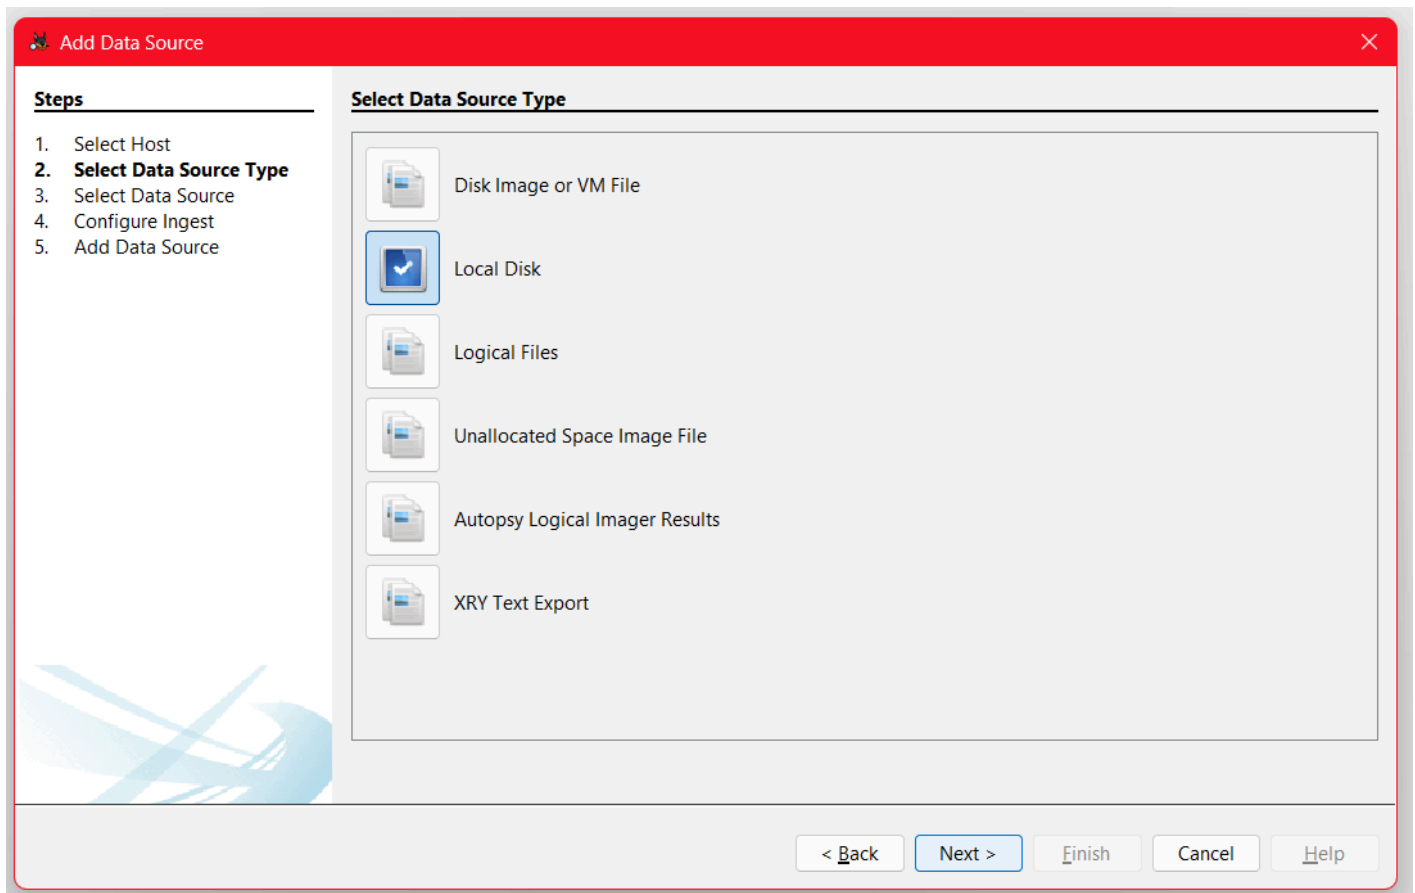 Add Data Source
Steps
1. Select Host
2. Select Data Source Type
3. Select Data Source
4. Configure Ingest
5. Add Data Source
Select Data Source Type
Disk Image or VM File
Local Disk
Logical Files
Unallocated Space Image File
Autopsy Logical Imager Results
XRY Text Export
< Back
Next >
Finish
Cancel
Help